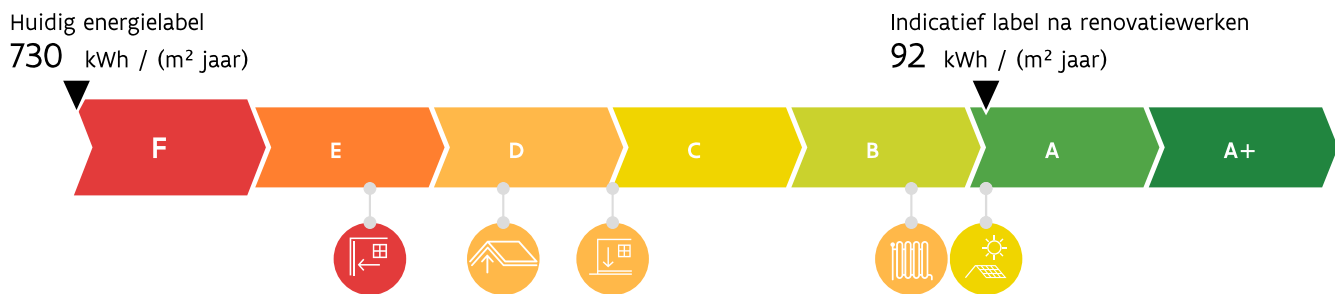 Huidig energielabel
730 kWh / (m² jaar)
Indicatief label na renovatiewerken
92 kWh / (m² jaar)
F E D C B A A+